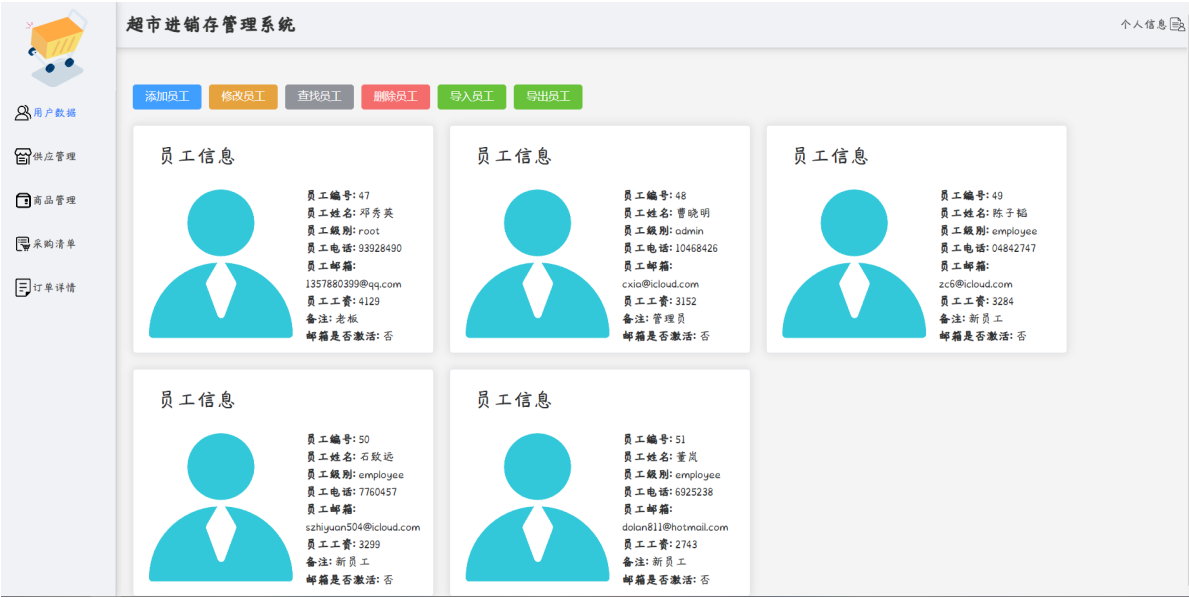 超市进销存管理系统
个人信息
用户数据
供应管理
商品管理
采购清单
订单详情
添加员工 修改员工 查找员工 删除员工 导入员工 导出员工
员工信息
员工编号: 47
员工姓名: 邓秀英
员工级别: root
员工电话: 93928490
员工邮箱:
1357880399@qq.com
员工工资: 4129
备注: 老板
邮箱是否激活: 否
员工信息
员工编号: 48
员工姓名: 曹晓明
员工级别: admin
员工电话: 10468426
员工邮箱:
cxia@icloud.com
员工工资: 3152
备注: 管理员
邮箱是否激活: 否
员工信息
员工编号: 49
员工姓名: 陈子韬
员工级别: employee
员工电话: 04842747
员工邮箱:
zc6@icloud.com
员工工资: 3284
备注: 新员工
邮箱是否激活: 否
员工信息
员工编号: 50
员工姓名: 石致远
员工级别: employee
员工电话: 7760457
员工邮箱:
szhiyuan504@icloud.com
员工工资: 3299
备注: 新员工
邮箱是否激活: 否
员工信息
员工编号: 51
员工姓名: 董岚
员工级别: employee
员工电话: 6925238
员工邮箱:
dolan811@hotmail.com
员工工资: 2743
备注: 新员工
邮箱是否激活: 否